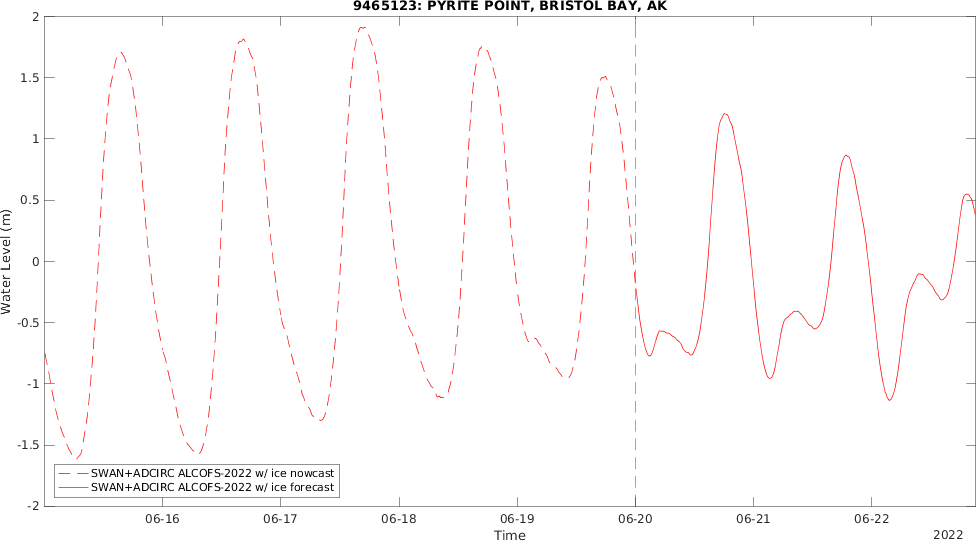 9465123: PYRITE POINT, BRISTOL BAY, AK
2
1.5
1
0.5
0
-0.5
-1
-1.5
-2
Water Level (m)
SWAN+ADCIRC ALCOFS-2022 w/ ice nowcast
SWAN+ADCIRC ALCOFS-2022 w/ ice forecast
06-16 06-17 06-18 06-19 06-20 06-21 06-22
Time
2022